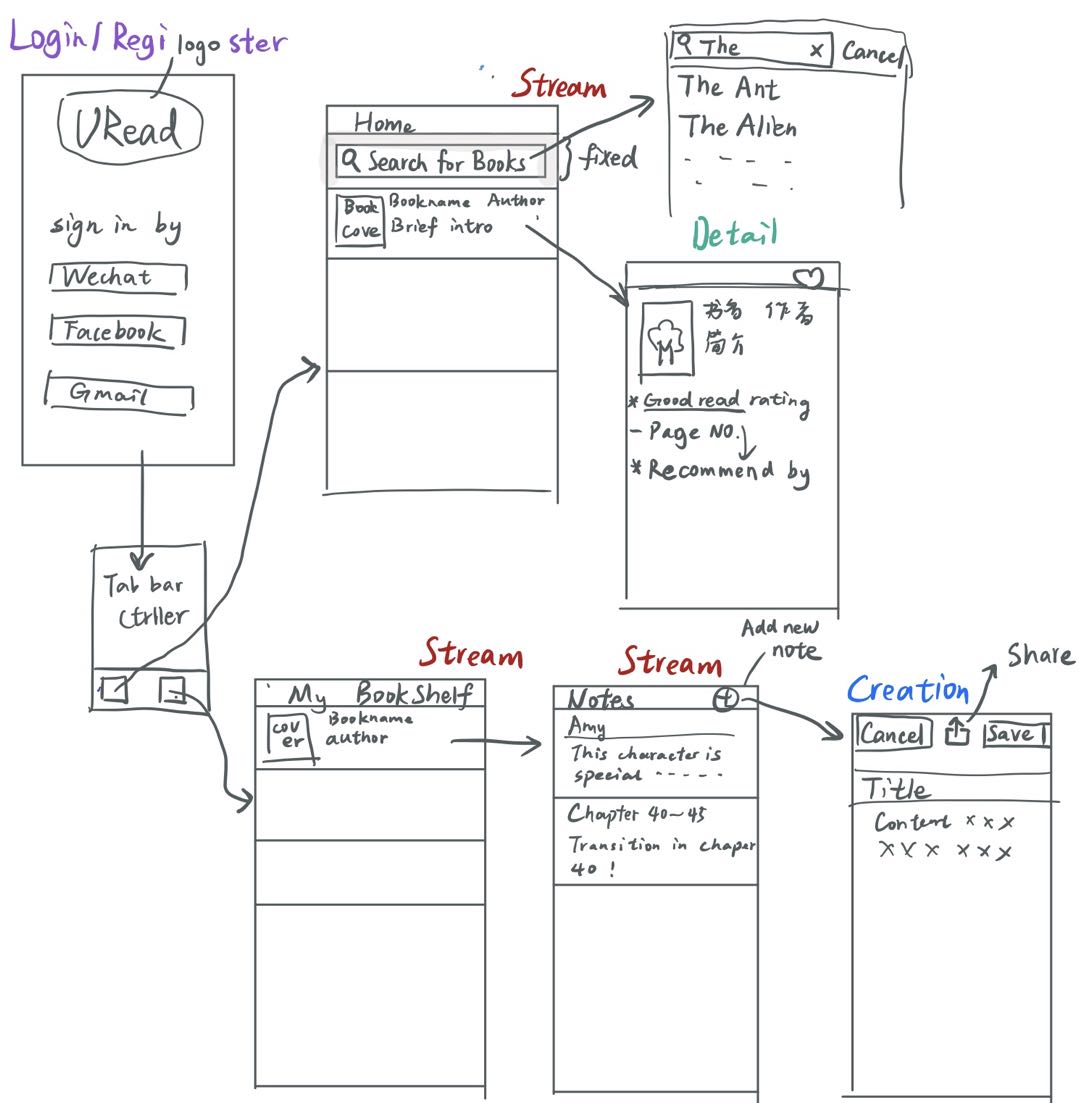 Login/Register
logo
VRead
sign in by
Wechat
Facebook
Gmail
Tab bar
Ctrller
Stream
Home
Search for Books
fixed
Book
Cove
Bookname Author
Brief intro
The x Cancel
The Ant
The Alien
Detail
书名 作者
简介
* Good read rating
- Page NO.
* Recommend by
Stream
My BookShelf
cov
er
Bookname
author
Stream
Add new
note
Notes +
Amy
This character is
special -----
Chapter 40~45
Transition in chaper
40 !
Creation
Share
Cancel
Save
Title
Content x x x
x x x x x x